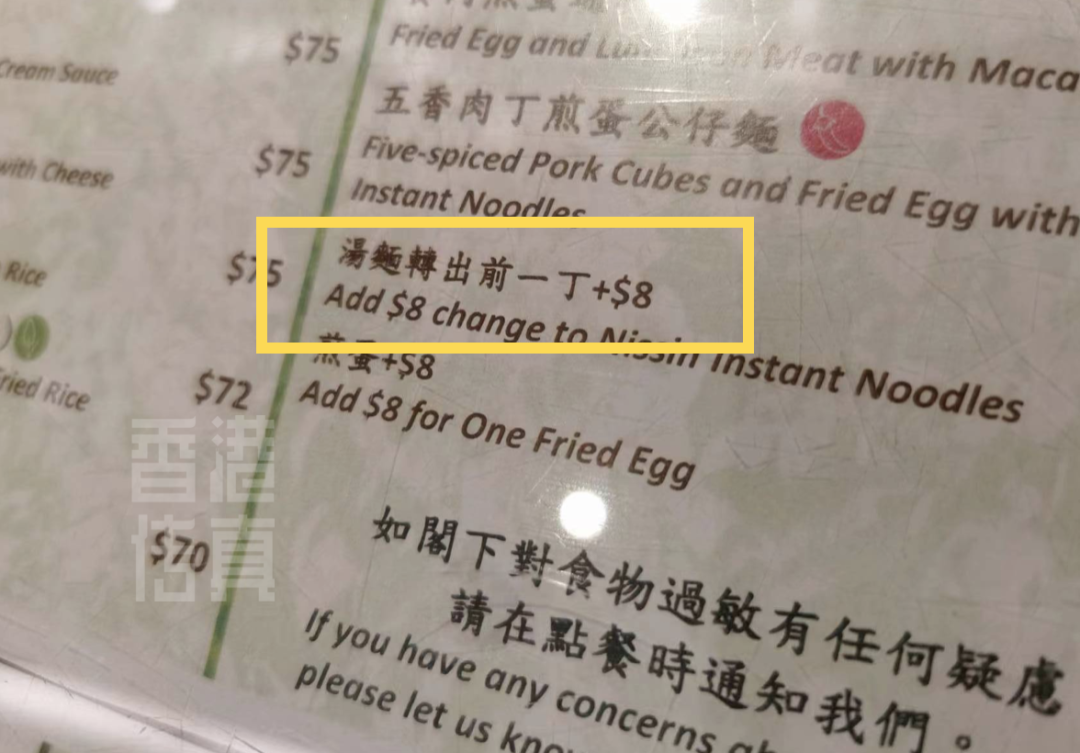 $75
Cream Sauce
with Cheese
$75
Rice
$75
ried Rice
$72
$70
Fried Egg and Meat with Maca
五香肉丁煎蛋公仔麵
Five-spiced Pork Cubes and Fried Egg with
Instant Noodles
湯麵轉出前一丁+$8
Add $8 change to Nissin Instant Noodles
煎蛋+$8
Add $8 for One Fried Egg
如閣下對食物過敏有任何疑慮
請在點餐時通知我們。
If you have any concerns
please let us
香港
信真